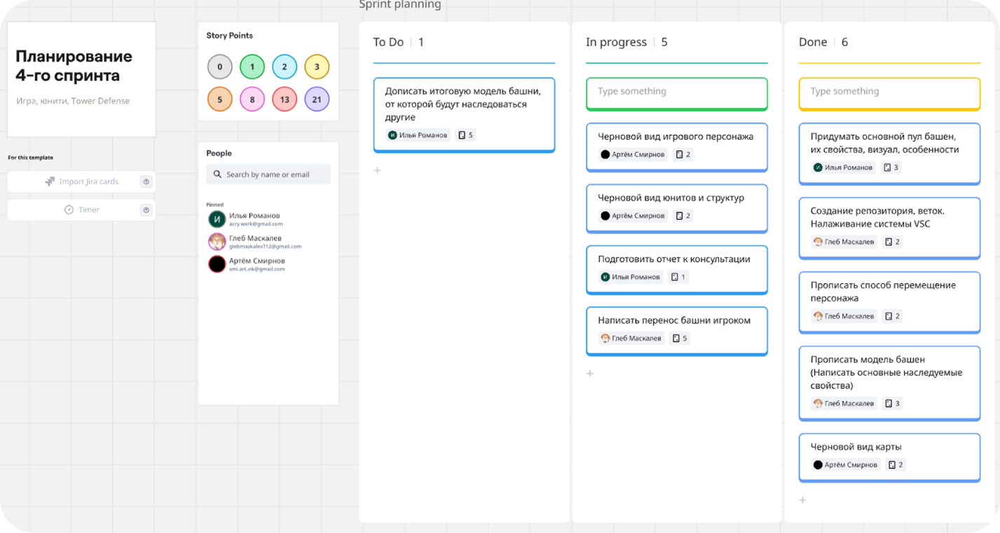 Sprint planning
Планирование
4-го спринта
Игра, юнити, Tower Defense
For this template
Import Jira cards
Timer
Story Points
0
1
2
3
5
8
13
21
People
Search by name or email
Pinned
И
Илья Романов
acry.wxrk@gmail.com
Глеб Маскалев
glebmaskalev712@gmail.com
Артём Смирнов
smi.art.vik@gmail.com
To Do | 1
Дописать итоговую модель башни,
от которой будут наследоваться
другие
И Илья Романов 5
+
In progress | 5
Type something
Черновой вид игрового персонажа
Артём Смирнов 2
Черновой вид юнитов и структур
Артём Смирнов 2
Подготовить отчет к консультации
И Илья Романов 1
Написать перенос башни игроком
Глеб Маскалев 5
+
Done | 6
Type something
Придумать основной пул башен,
их свойства, визуал, особенности
И Илья Романов 3
Создание репозитория, веток.
Налаживание системы VSC
Глеб Маскалев 2
Прописать способ перемещение
персонажа
Глеб Маскалев 2
Прописать модель башен
(Написать основные наследуемые
свойства)
Глеб Маскалев 3
Черновой вид карты
Артём Смирнов 2
+